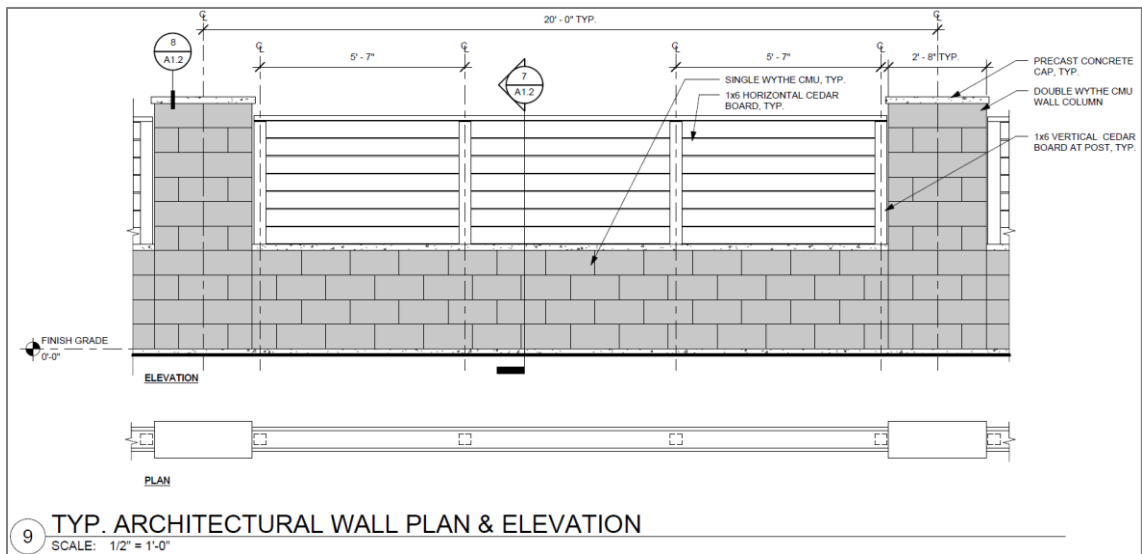 ℄
20' - 0" TYP.
℄
8
A1.2
℄
5' - 7"
℄
7
A1.2
℄
5' - 7"
℄
2' - 8" TYP.
SINGLE WYTHE CMU, TYP.
1x6 HORIZONTAL CEDAR
BOARD, TYP.
PRECAST CONCRETE
CAP, TYP.
DOUBLE WYTHE CMU
WALL COLUMN
1x6 VERTICAL CEDAR
BOARD AT POST, TYP.
FINISH GRADE
0'-0"
ELEVATION
PLAN
9
TYP. ARCHITECTURAL WALL PLAN & ELEVATION
SCALE: 1/2" = 1'-0"